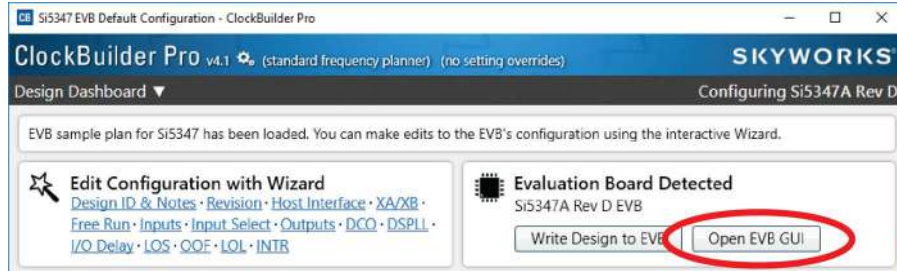 CB Si5347 EVB Default Configuration - ClockBuilder Pro
ClockBuilder Pro v4.1 (standard frequency planner) (no setting overrides) SKYWORKS
Design Dashboard ▼ Configuring Si5347A Rev D
EVB sample plan for Si5347 has been loaded. You can make edits to the EVB's configuration using the interactive Wizard.
Edit Configuration with Wizard
Design ID & Notes · Revision · Host Interface · XA/XB ·
Free Run · Inputs · Input Select · Outputs · DCO · DSPLL ·
I/O Delay · LOS · OOF · LOL · INTR
Evaluation Board Detected
Si5347A Rev D EVB
Write Design to EVB Open EVB GUI